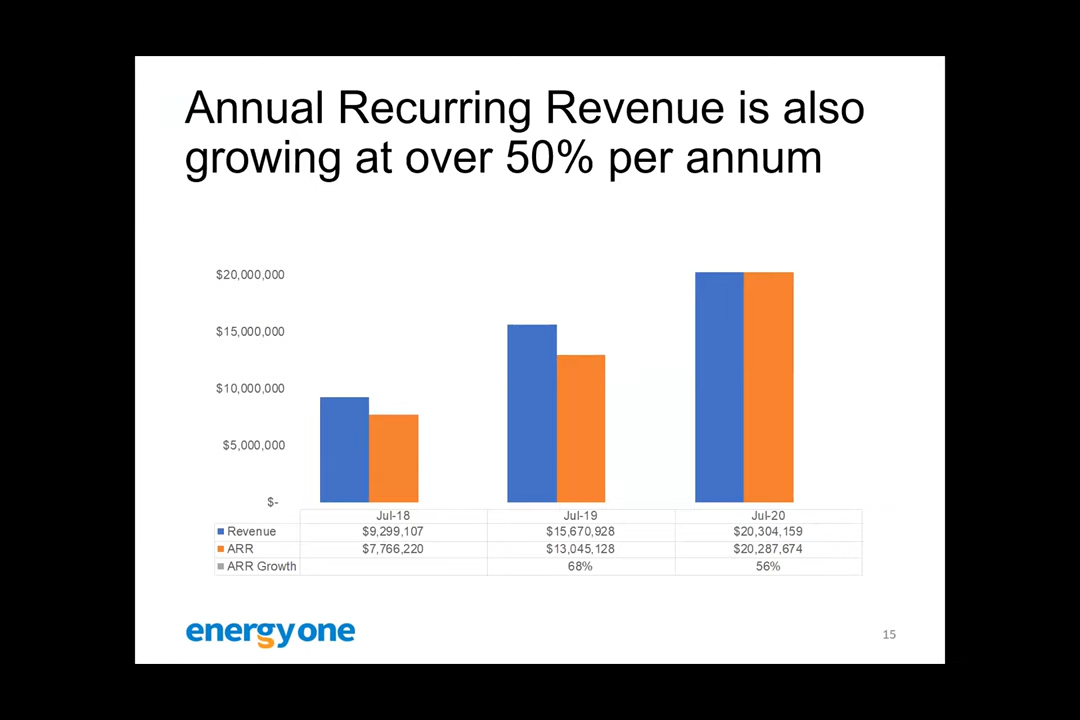 Annual Recurring Revenue is also
growing at over 50% per annum
$20,000,000
$15,000,000
$10,000,000
$5,000,000
$-
Jul-18 Jul-19 Jul-20
Revenue $9,299,107 $15,670,928 $20,304,159
ARR $7,766,220 $13,045,128 $20,287,674
ARR Growth 68% 56%
energyone
15